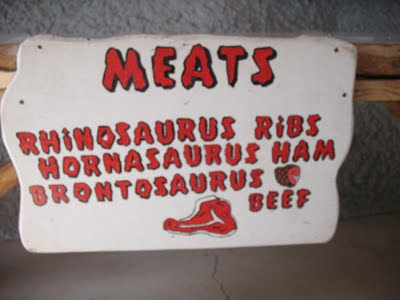 MEATS
RHiNOSAURUS RiBS
HORNASAURUS HAM
BRONTOSAURUS
BEEF